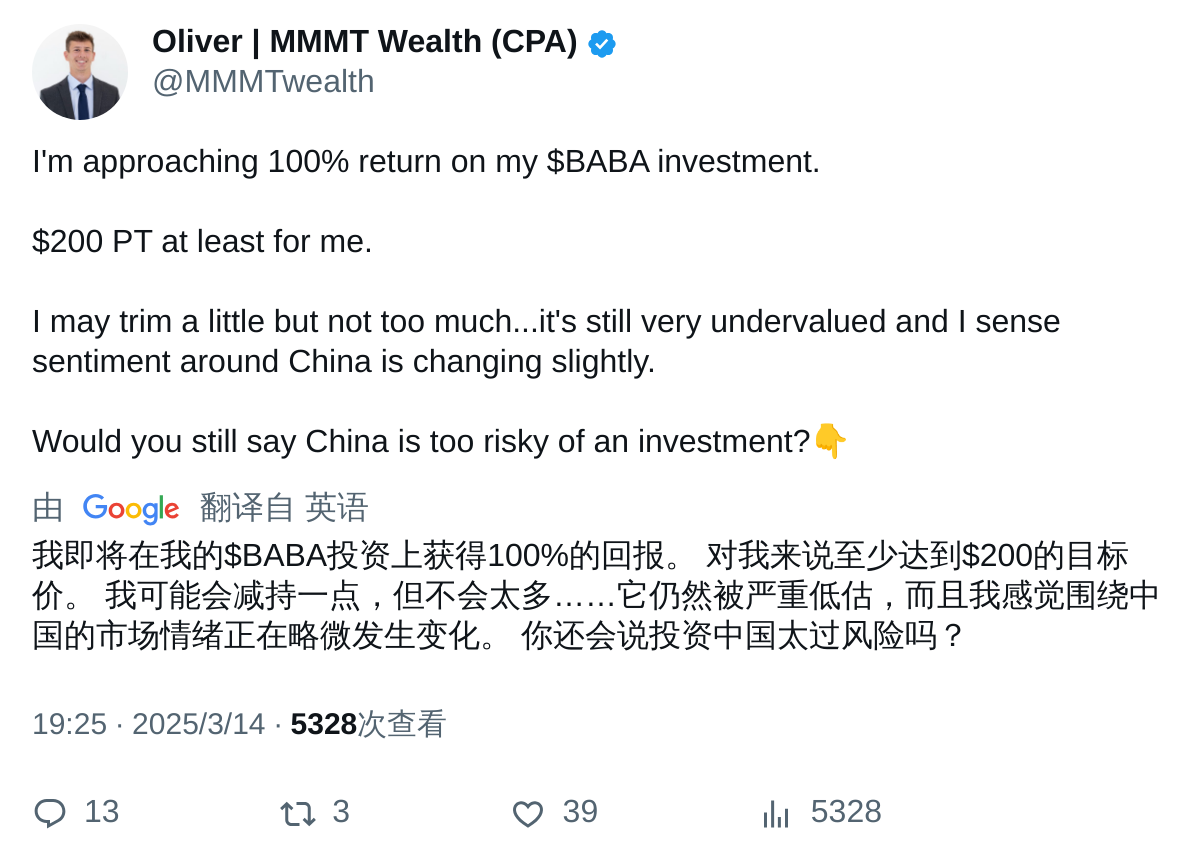 Oliver | MMMT Wealth (CPA)
@MMMTwealth
I'm approaching 100% return on my $BABA investment.
$200 PT at least for me.
I may trim a little but not too much...it's still very undervalued and I sense
sentiment around China is changing slightly.
Would you still say China is too risky of an investment?👇
由 Google 翻译自 英语
我即将在我的$BABA投资上获得100%的回报。 对我来说至少达到$200的目标
价。 我可能会减持一点，但不会太多……它仍然被严重低估，而且我感觉围绕中
国的市场情绪正在略微发生变化。 你还会说投资中国太过风险吗？
19:25 · 2025/3/14 · 5328次查看
13 3 39 5328